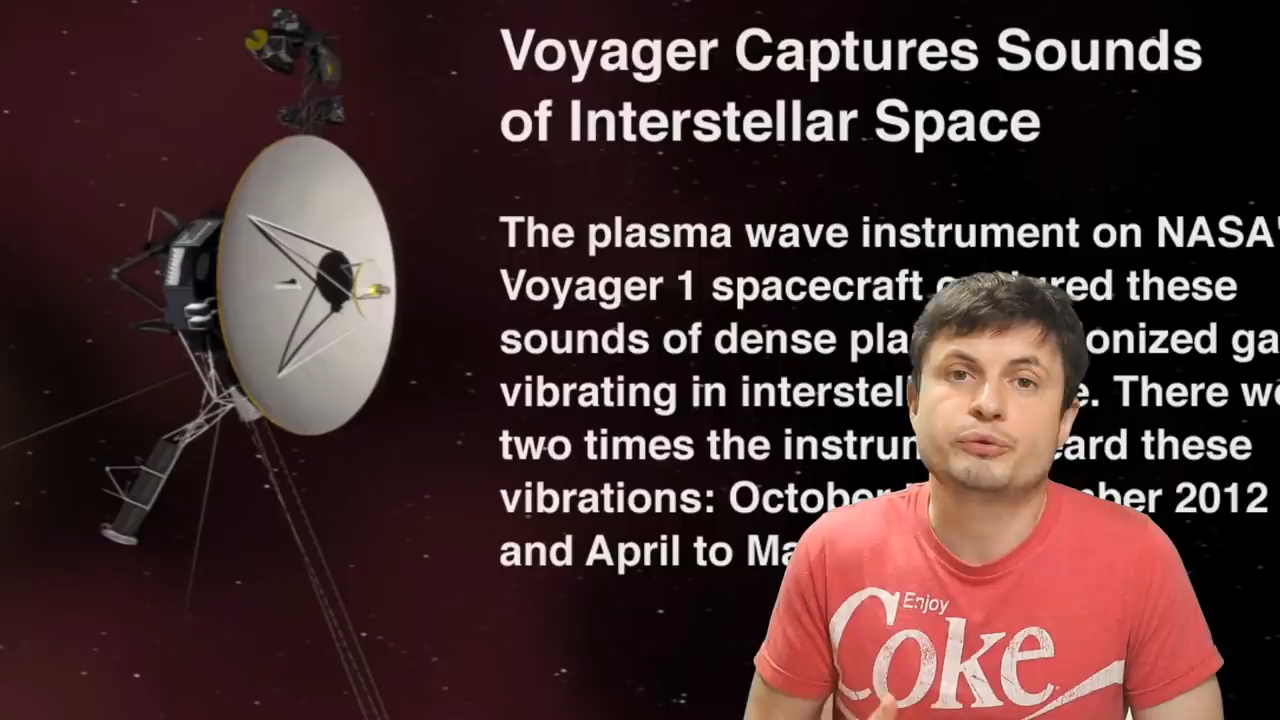 Voyager Captures Sounds
of Interstellar Space
The plasma wave instrument on NASA'
Voyager 1 spacecraft these
sounds of dense
vibrating in
two times the these
vibrations: October 2012
and April to
Enjoy
Coke